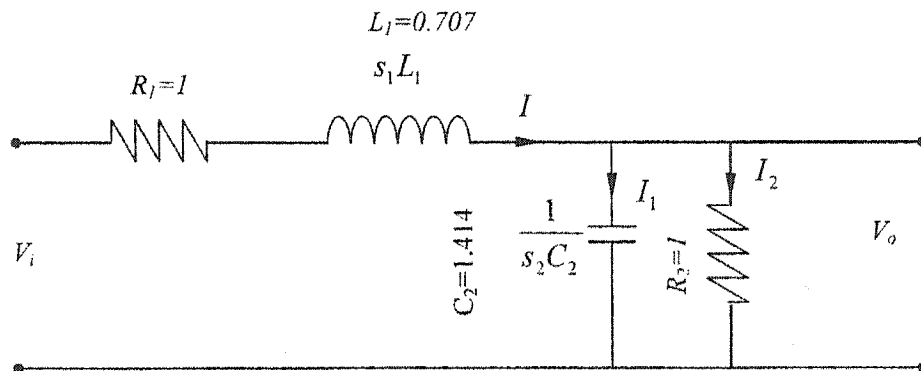 L₁=0.707
s₁L₁
R₁=1
I
I₂
I₁
1
s₂C₂
C₂=1.414
R₂=1
Vᵢ
Vₒ